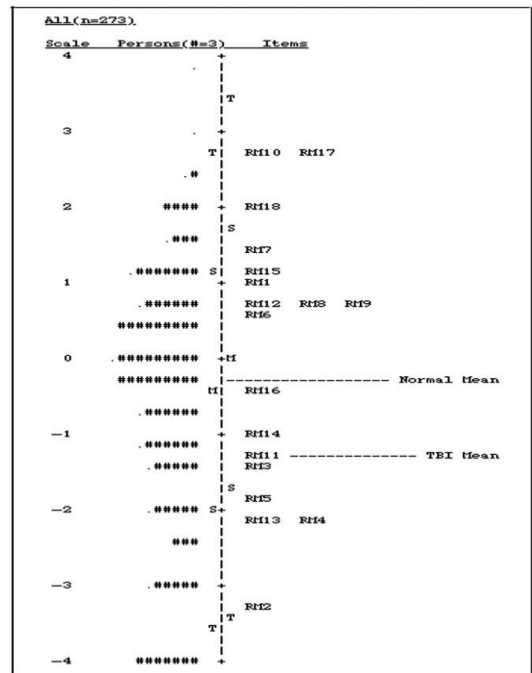 All(n=273)
Scale Persons(#=3) Items
4 +
.
T
3 . +
T| RM10 RM17
.#
2 #### + RM18
S
.### RM7
.####### S| RM15
1 + RM1
.###### RM12 RM8 RM9
RM6
#########
0 .######### +M
######### ---------------- Normal Mean
M| RM16
.#####
-1 + RM14
.##### RM11 -------------- TBI Mean
.#### RM3
S
RM5
-2 .##### S+
RM13 RM4
###
-3 .##### +
RM2
T
T|
-4 ####### +